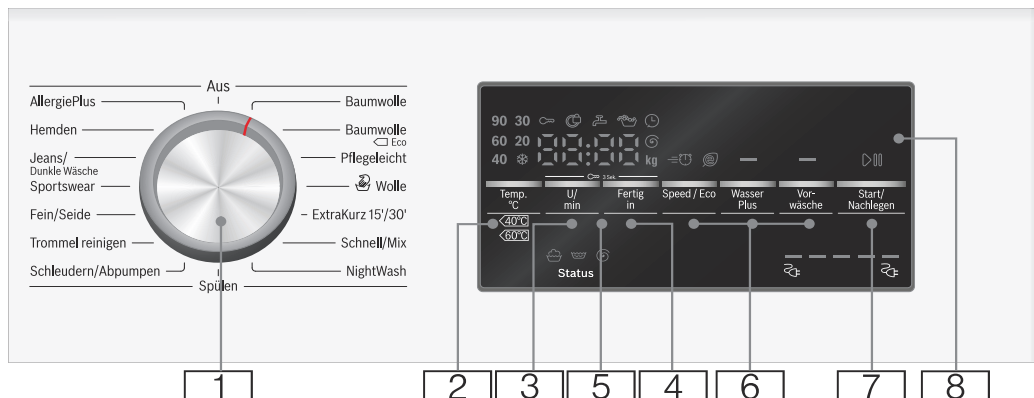 Aus
AllergiePlus
Hemden
Jeans/
Dunkle Wäsche
Sportswear
Fein/Seide
Trommel reinigen
Schleudern/Abpumpen
Spülen
Baumwolle
Baumwolle
Eco
Pflegeleicht
Wolle
ExtraKurz 15'/30'
Schnell/Mix
NightWash
90 30
60 20
40
88:88
kg
3 Sek.
Temp.
°C
U/
min
Fertig
in
Speed / Eco
Wasser
Plus
Vor-
wäsche
Start/
Nachlegen
40°C
60°C
Status
1
2
3
5
4
6
7
8